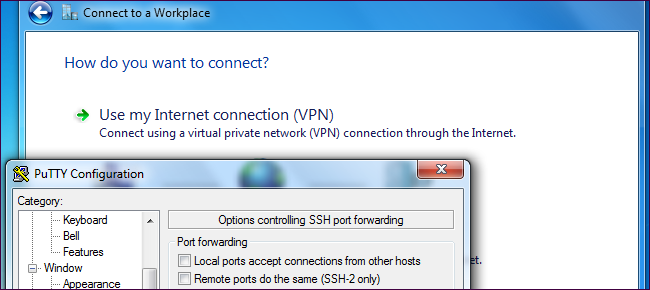 Connect to a Workplace
How do you want to connect?
Use my Internet connection (VPN)
Connect using a virtual private network (VPN) connection through the Internet.
PuTTY Configuration
Category:
Keyboard
Bell
Features
Window
Appearance
Options controlling SSH port forwarding
Port forwarding
Local ports accept connections from other hosts
Remote ports do the same (SSH-2 only)